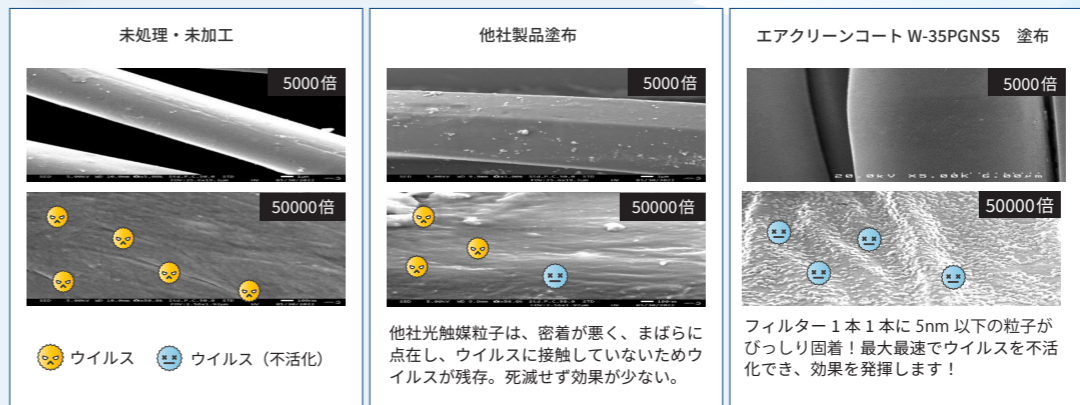 未処理・未加工
5000倍
50000倍
ウイルス
ウイルス（不活化）
他社製品塗布
5000倍
50000倍
他社光触媒粒子は、密着が悪く、まばらに
点在し、ウイルスに接触していないためウ
イルスが残存。死滅せず効果が少ない。
エアクリーンコート W-35PGNS5　塗布
5000倍
20.0kV X5.00K 6.00μm
50000倍
フィルター 1 本 1 本に 5nm 以下の粒子が
びっしり固着！最大最速でウイルスを不活
化でき、効果を発揮します！